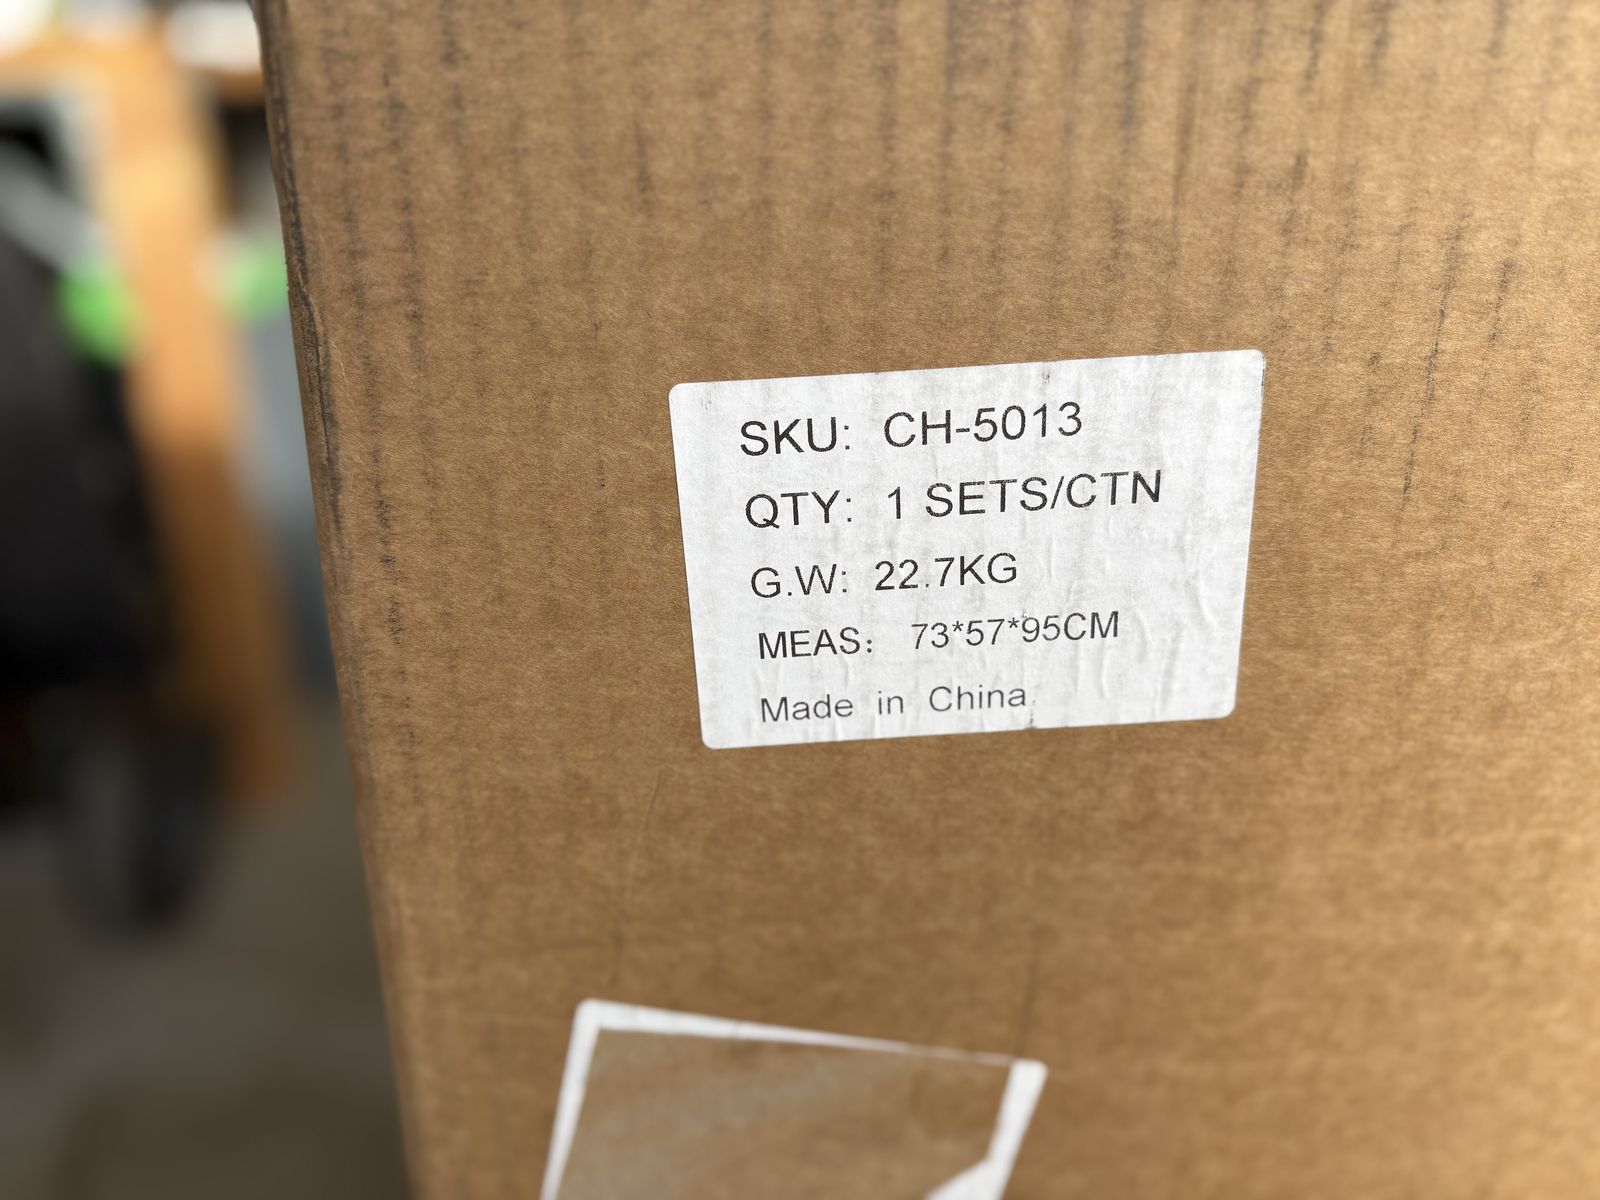 SKU: CH-5013
QTY: 1 SETS/CTN
G.W: 22.7KG
MEAS: 73*57*95CM
Made in China